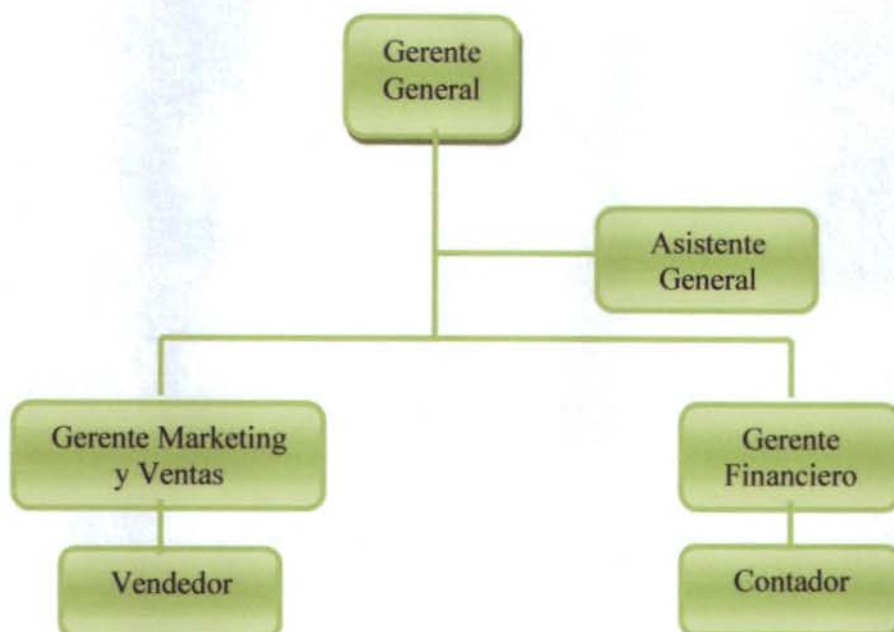 Gerente
General
Asistente
General
Gerente Marketing
y Ventas
Gerente
Financiero
Vendedor
Contador